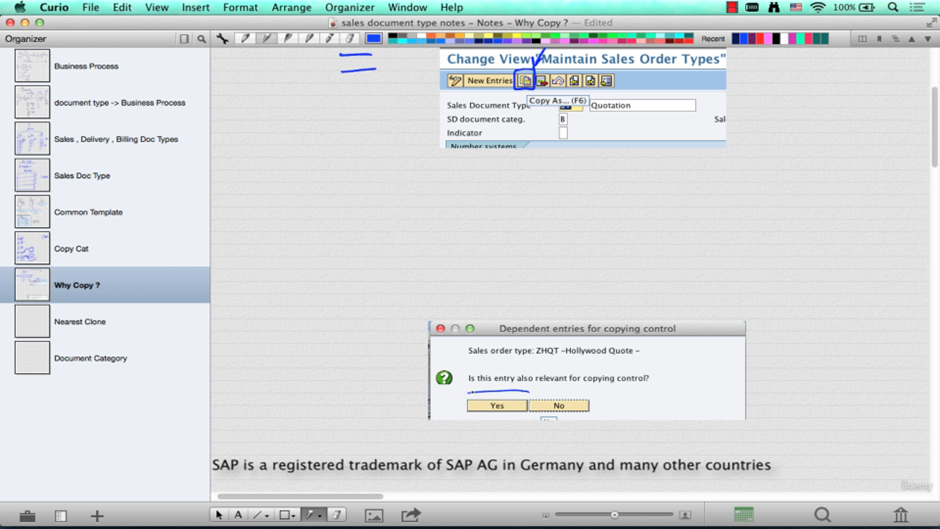 Curio File Edit View Insert Format Arrange Organizer Window Help 100%
sales document type notes - Notes - Why Copy ? — Edited
Organizer
Recent
Business Process
document type -> Business Process
Sales , Delivery , Billing Doc Types
Sales Doc Type
Common Template
Copy Cat
Why Copy ?
Nearest Clone
Document Category
Change View "Maintain Sales Order Types"
New Entries
Copy As... (F6)
Sales Document Type Quotation
SD document categ. B Sal
Indicator
Number systems
Dependent entries for copying control
Sales order type: ZHQT -Hollywood Quote -
Is this entry also relevant for copying control?
Yes No
SAP is a registered trademark of SAP AG in Germany and many other countries
Udemy